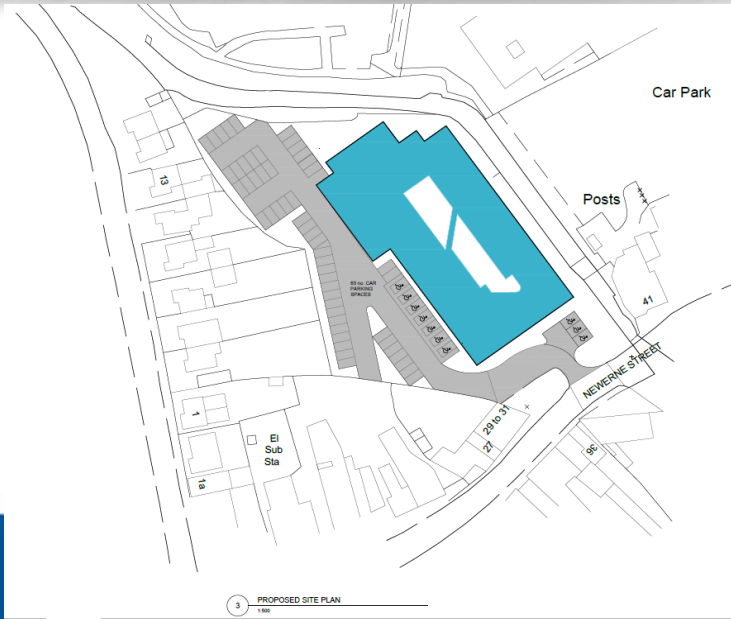 Car Park
13
Posts
63 no. CAR
PARKING
SPACES
41
NEWERNE STREET
1
29 to 31
El
Sub
Sta
27
36
1a
3
PROPOSED SITE PLAN
1:500